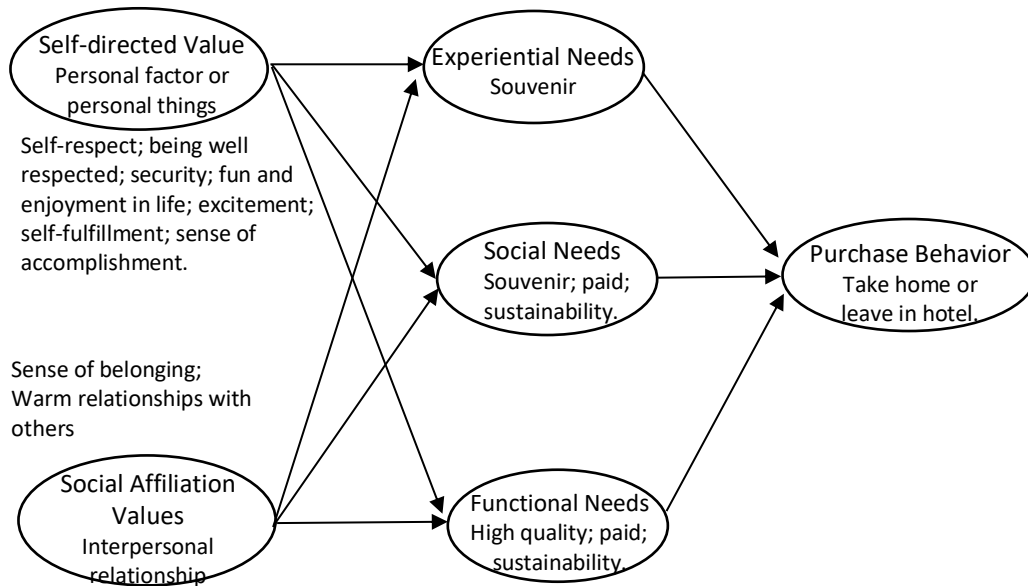 Self-directed Value
Personal factor or
personal things
Self-respect; being well
respected; security; fun and
enjoyment in life; excitement;
self-fulfillment; sense of
accomplishment.
Sense of belonging;
Warm relationships with
others
Social Affiliation
Values
Interpersonal
relationship
Experiential Needs
Souvenir
Social Needs
Souvenir; paid;
sustainability.
Functional Needs
High quality; paid;
sustainability.
Purchase Behavior
Take home or
leave in hotel.